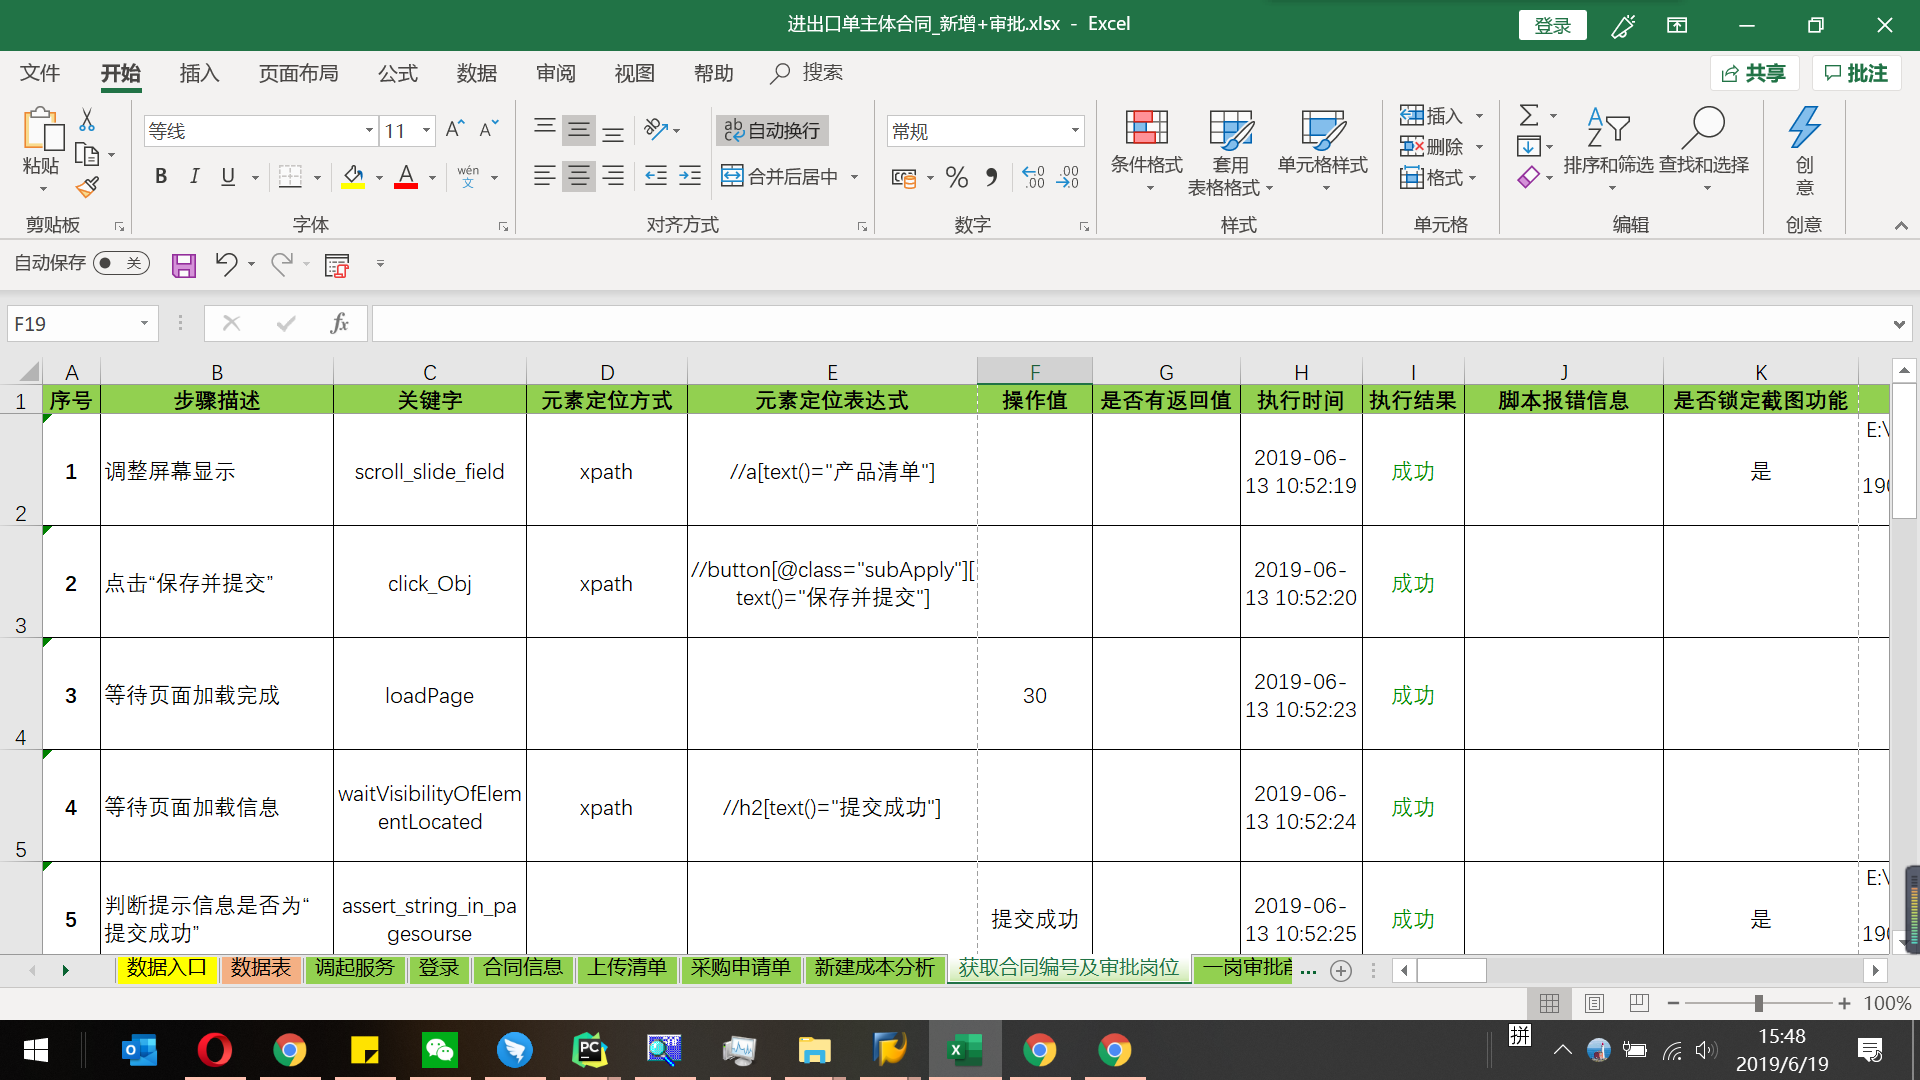 进出口单主体合同_新增+审批.xlsx - Excel
登录
文件 开始 插入 页面布局 公式 数据 审阅 视图 帮助 搜索 共享 批注
粘贴
剪贴板
等线 11
B I U A wén 文
字体
自动换行
合并后居中
对齐方式
常规
数字
条件格式 套用 表格格式 单元格样式
样式
插入
删除
格式
单元格
排序和筛选 查找和选择
编辑
创意
创意
自动保存 关
F19 fx
A B C D E F G H I J K
1 序号 步骤描述 关键字 元素定位方式 元素定位表达式 操作值 是否有返回值 执行时间 执行结果 脚本报错信息 是否锁定截图功能
2 1 调整屏幕显示 scroll_slide_field xpath //a[text()="产品清单"] 2019-06-13 10:52:19 成功 是 E:\ 190
3 2 点击“保存并提交” click_Obj xpath //button[@class="subApply"][text()="保存并提交"] 2019-06-13 10:52:20 成功
4 3 等待页面加载完成 loadPage 30 2019-06-13 10:52:23 成功
5 4 等待页面加载信息 waitVisibilityOfElementLocated xpath //h2[text()="提交成功"] 2019-06-13 10:52:24 成功
5 判断提示信息是否为“提交成功” assert_string_in_pagesourse 提交成功 2019-06-13 10:52:25 成功 是 E:\ 190
数据入口 数据表 调起服务 登录 合同信息 上传清单 采购申请单 新建成本分析 获取合同编号及审批岗位 一岗审批 ...
100%
拼
15:48
2019/6/19